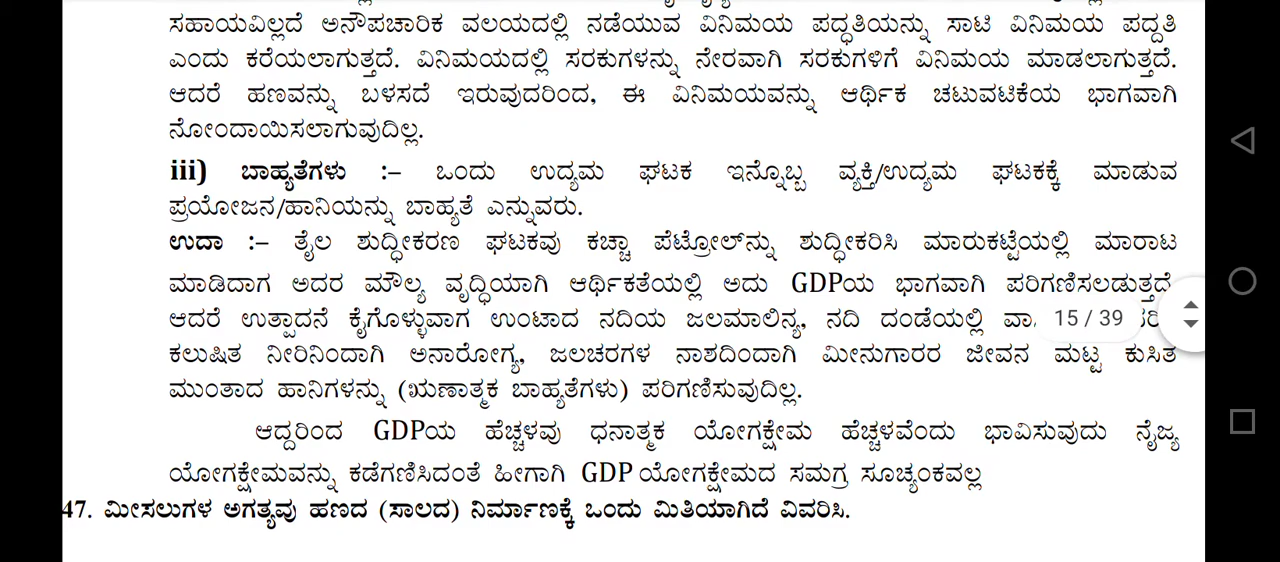 ಸಹಾಯವಿಲ್ಲದೆ ಅನೌಪಚಾರಿಕ ವಲಯದಲ್ಲಿ ನಡೆಯುವ ವಿನಿಮಯ ಪದ್ಧತಿಯನ್ನು ಸಾಟಿ ವಿನಿಮಯ ಪದ್ದತಿ
ಎಂದು ಕರೆಯಲಾಗುತ್ತದೆ. ವಿನಿಮಯದಲ್ಲಿ ಸರಕುಗಳನ್ನು ನೇರವಾಗಿ ಸರಕುಗಳಿಗೆ ವಿನಿಮಯ ಮಾಡಲಾಗುತ್ತದೆ.
ಆದರೆ ಹಣವನ್ನು ಬಳಸದೆ ಇರುವುದರಿಂದ, ಈ ವಿನಿಮಯವನ್ನು ಆರ್ಥಿಕ ಚಟುವಟಿಕೆಯ ಭಾಗವಾಗಿ
ನೋಂದಾಯಿಸಲಾಗುವುದಿಲ್ಲ.
iii) ಬಾಹ್ಯತೆಗಳು :– ಒಂದು ಉದ್ಯಮ ಘಟಕ ಇನ್ನೊಬ್ಬ ವ್ಯಕ್ತಿ/ಉದ್ಯಮ ಘಟಕಕ್ಕೆ ಮಾಡುವ
ಪ್ರಯೋಜನ/ಹಾನಿಯನ್ನು ಬಾಹ್ಯತೆ ಎನ್ನುವರು.
ಉದಾ :– ತೈಲ ಶುದ್ಧೀಕರಣ ಘಟಕವು ಕಚ್ಚಾ ಪೆಟ್ರೋಲ್‌ನ್ನು ಶುದ್ಧೀಕರಿಸಿ ಮಾರುಕಟ್ಟೆಯಲ್ಲಿ ಮಾರಾಟ
ಮಾಡಿದಾಗ ಅದರ ಮೌಲ್ಯ ವೃದ್ಧಿಯಾಗಿ ಆರ್ಥಿಕತೆಯಲ್ಲಿ ಅದು GDPಯ ಭಾಗವಾಗಿ ಪರಿಗಣಿಸಲಡುತ್ತದೆ.
ಆದರೆ ಉತ್ಪಾದನೆ ಕೈಗೊಳ್ಳುವಾಗ ಉಂಟಾದ ನದಿಯ ಜಲಮಾಲಿನ್ಯ, ನದಿ ದಂಡೆಯಲ್ಲಿ 15 / 39
ಕಲುಷಿತ ನೀರಿನಿಂದಾಗಿ ಅನಾರೋಗ್ಯ, ಜಲಚರಗಳ ನಾಶದಿಂದಾಗಿ ಮೀನುಗಾರರ ಜೀವನ ಮಟ್ಟ ಕುಸಿತ
ಮುಂತಾದ ಹಾನಿಗಳನ್ನು (ಋಣಾತ್ಮಕ ಬಾಹ್ಯತೆಗಳು) ಪರಿಗಣಿಸುವುದಿಲ್ಲ.
ಆದ್ದರಿಂದ GDPಯ ಹೆಚ್ಚಳವು ಧನಾತ್ಮಕ ಯೋಗಕ್ಷೇಮ ಹೆಚ್ಚಳವೆಂದು ಭಾವಿಸುವುದು ನೈಜ್ಯ
ಯೋಗಕ್ಷೇಮವನ್ನು ಕಡೆಗಣಿಸಿದಂತೆ ಹೀಗಾಗಿ GDP ಯೋಗಕ್ಷೇಮದ ಸಮಗ್ರ ಸೂಚ್ಯಂಕವಲ್ಲ
47. ಮೀಸಲುಗಳ ಅಗತ್ಯವು ಹಣದ (ಸಾಲದ) ನಿರ್ಮಾಣಕ್ಕೆ ಒಂದು ಮಿತಿಯಾಗಿದೆ ವಿವರಿಸಿ.